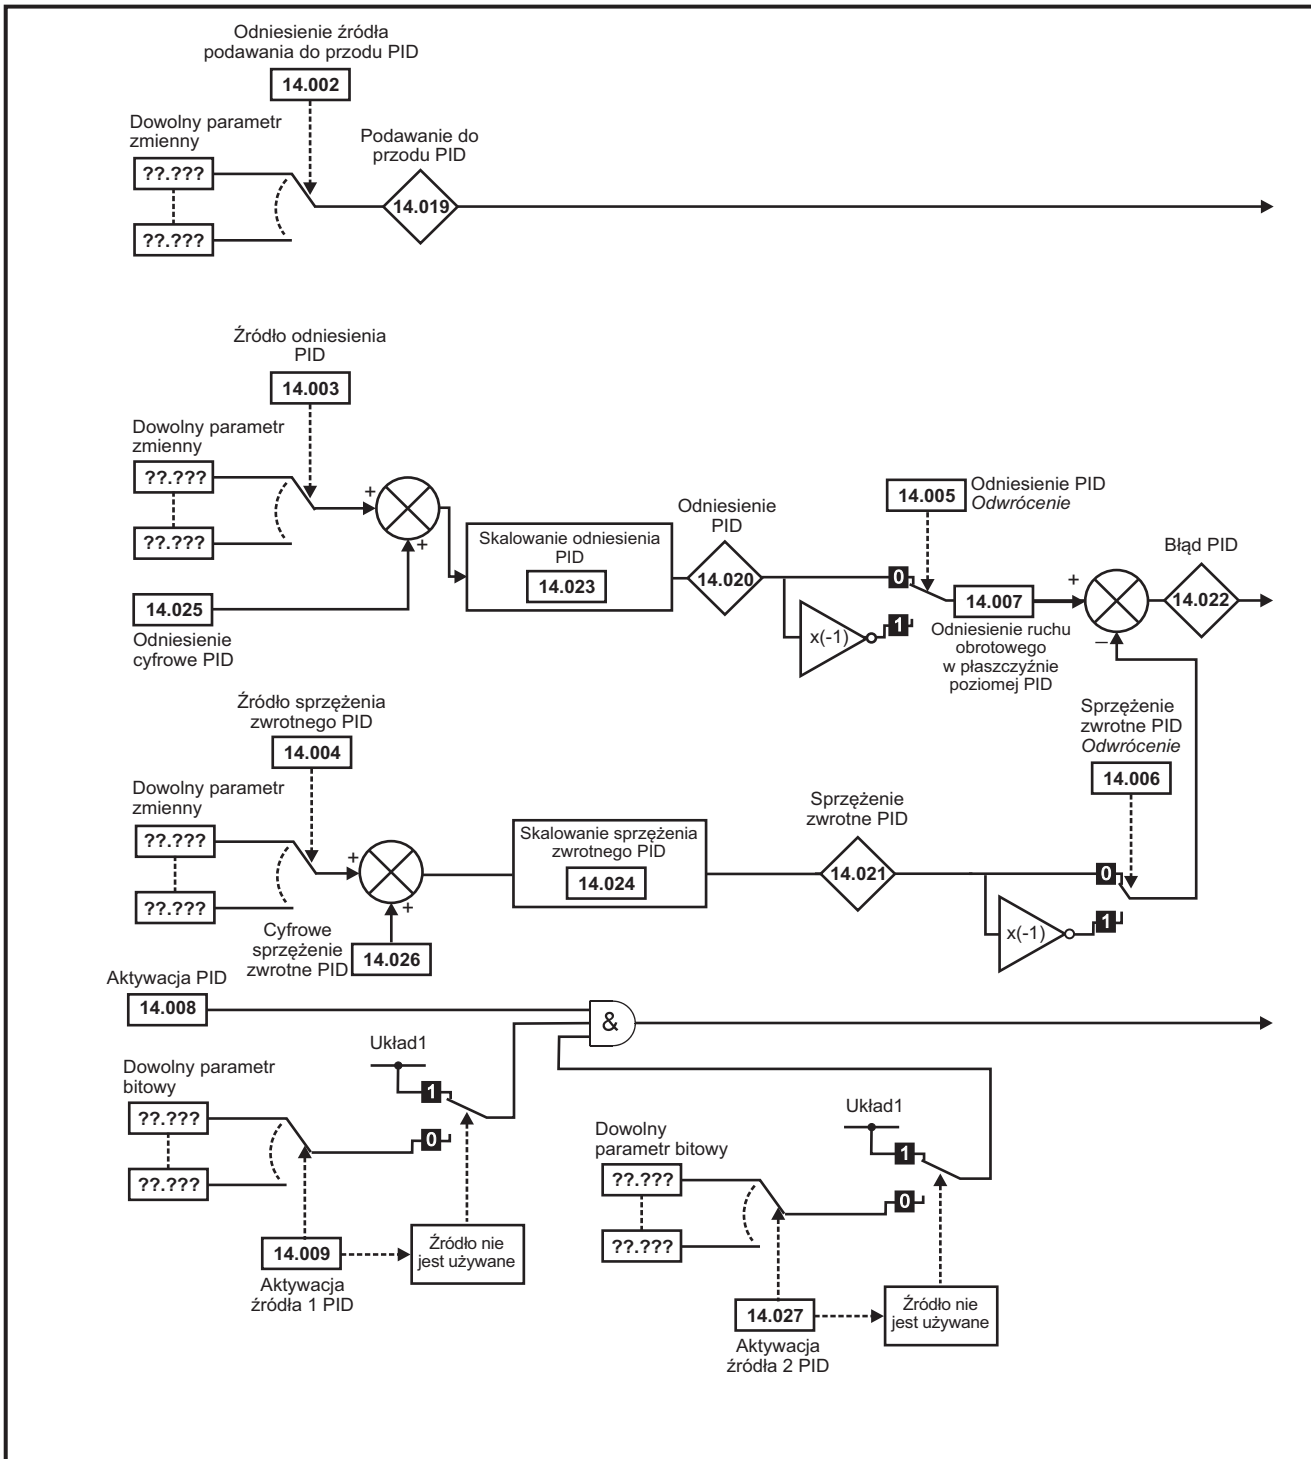 Odniesienie źródła
podawania do przodu PID
14.002
Dowolny parametr
zmienny
??.???
??.???
Podawanie do
przodu PID
14.019
Źródło odniesienia
PID
14.003
Dowolny parametr
zmienny
??.???
??.???
+
+
14.025
Odniesienie
cyfrowe PID
Skalowanie odniesienia
PID
14.023
Odniesienie
PID
14.020
14.005
Odniesienie PID
Odwrócenie
0
1
x(-1)
14.007
Odniesienie ruchu
obrotowego
w płaszczyźnie
poziomej PID
+
–
Błąd PID
14.022
Źródło sprzężenia
zwrotnego PID
14.004
Dowolny parametr
zmienny
??.???
??.???
+
+
Cyfrowe
sprzężenie
zwrotne PID
14.026
Skalowanie sprzężenia
zwrotnego PID
14.024
Sprzężenie
zwrotne PID
14.021
Sprzężenie
zwrotne PID
Odwrócenie
14.006
0
1
x(-1)
Aktywacja PID
14.008
&
Układ1
1
0
Dowolny parametr
bitowy
??.???
??.???
14.009
Aktywacja
źródła 1 PID
Źródło nie
jest używane
Układ1
1
0
Dowolny
parametr bitowy
??.???
??.???
14.027
Aktywacja
źródła 2 PID
Źródło nie
jest używane